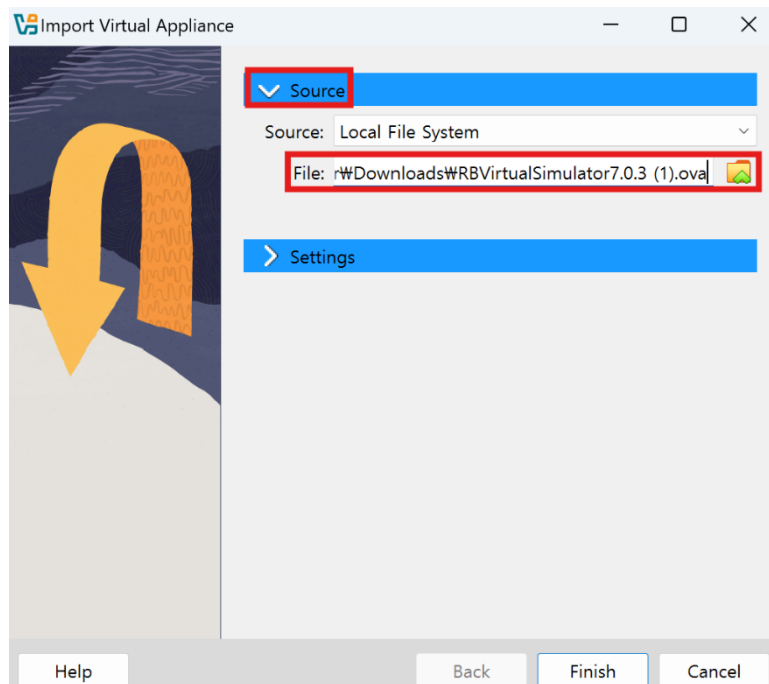 Import Virtual Appliance
Source
Source: Local File System
File: r₩Downloads₩RBVirtualSimulator7.0.3 (1).ova
Settings
Help Back Finish Cancel